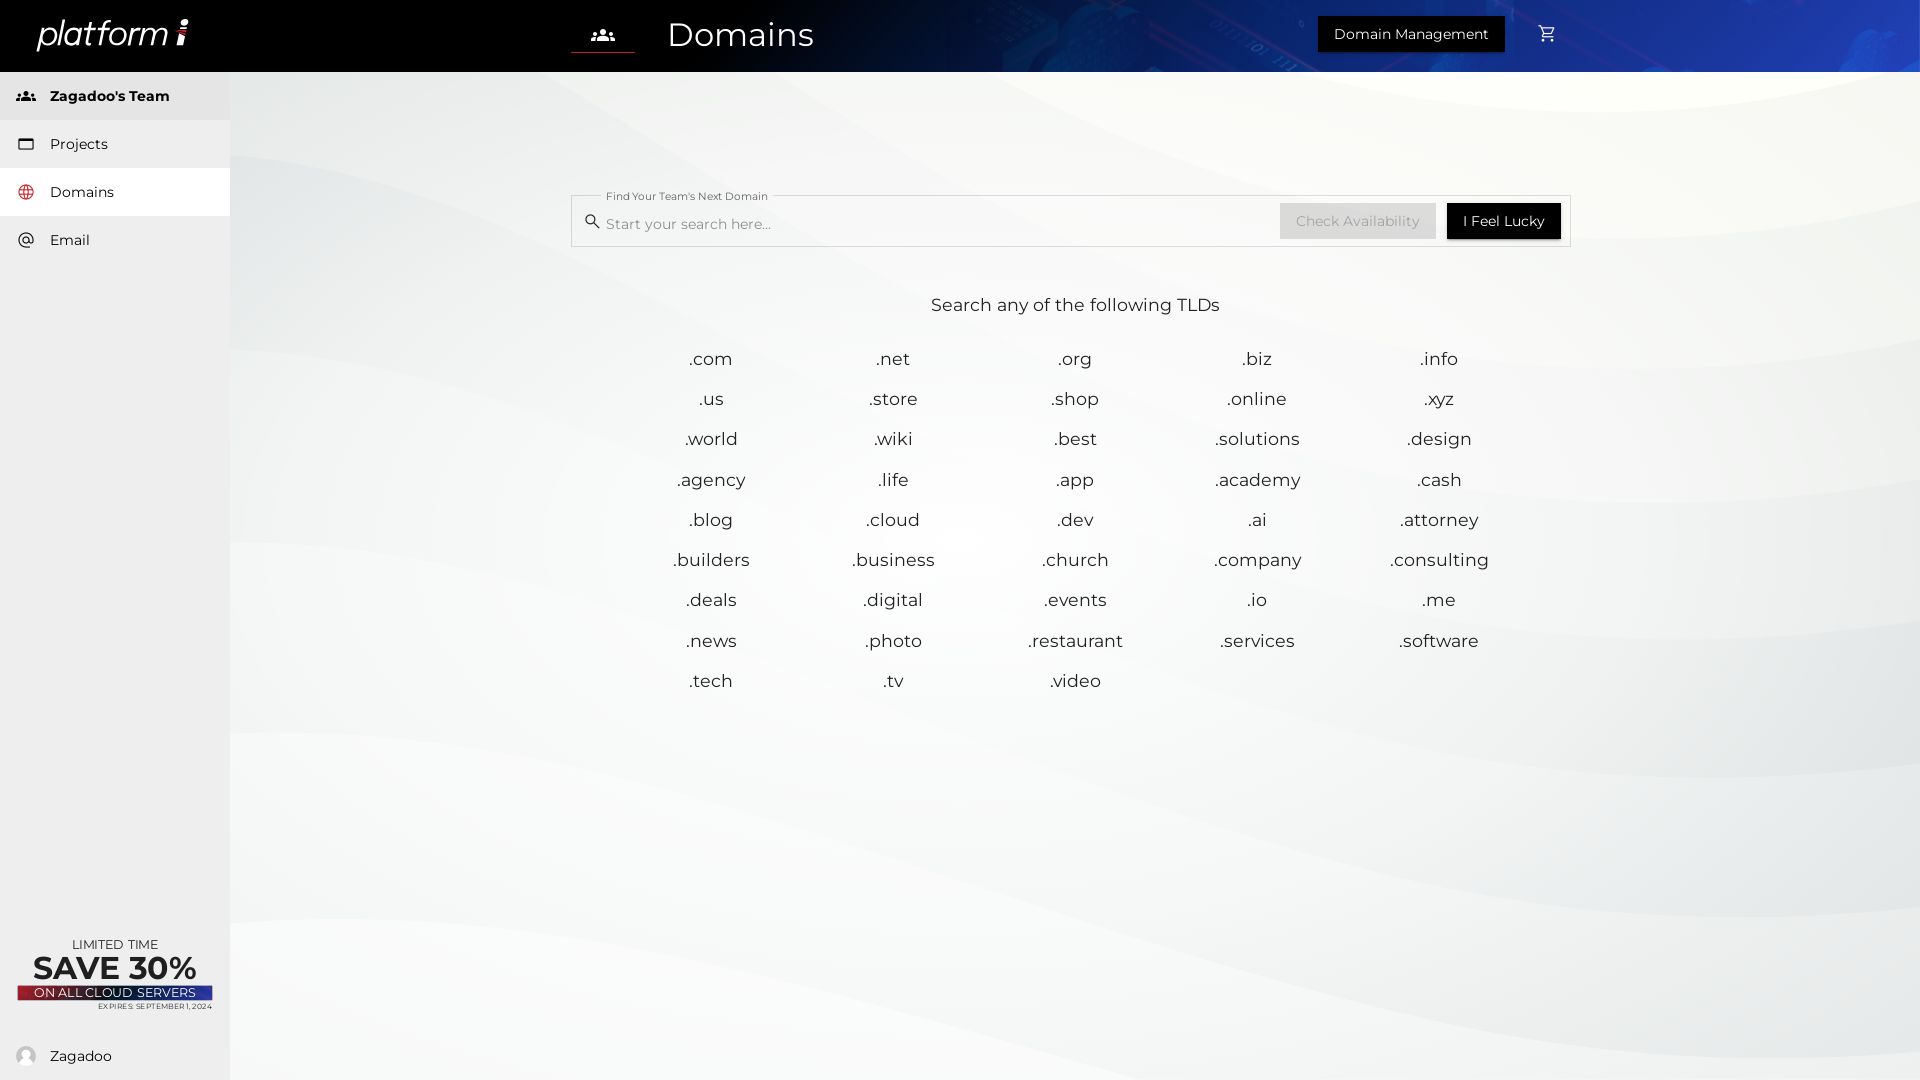 platform i
Domains
Domain Management
Zagadoo's Team
Projects
Domains
Email
Find Your Team's Next Domain
Start your search here...
Check Availability
I Feel Lucky
Search any of the following TLDs
.com .net .org .biz .info
.us .store .shop .online .xyz
.world .wiki .best .solutions .design
.agency .life .app .academy .cash
.blog .cloud .dev .ai .attorney
.builders .business .church .company .consulting
.deals .digital .events .io .me
.news .photo .restaurant .services .software
.tech .tv .video
LIMITED TIME
SAVE 30%
ON ALL CLOUD SERVERS
EXPIRES: SEPTEMBER 1, 2024
Zagadoo